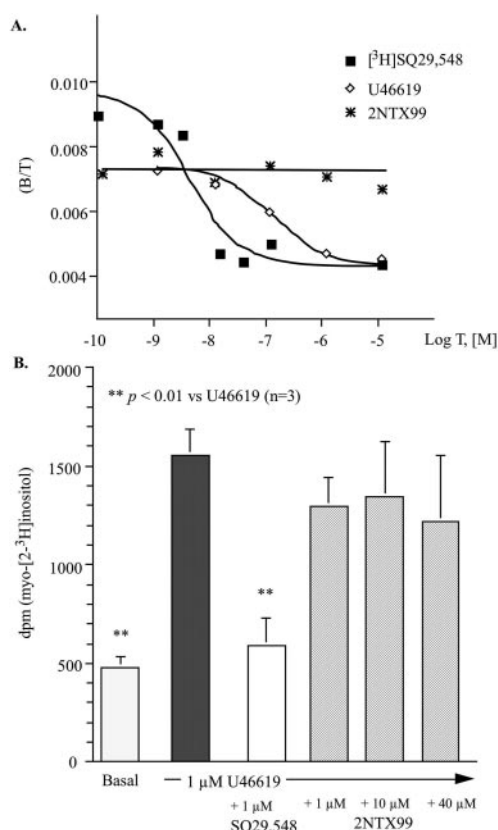 A.
[³H]SQ29,548
U46619
2NTX99
0.010
0.008
0.006
0.004
(B/T)
-10 -9 -8 -7 -6 -5 Log T, [M]
B.
2000
** p < 0.01 vs U46619 (n=3)
1500
1000
500
0
dpm (myo-[2-³H]inositol)
**
**
Basal
1 µM U46619
+ 1 µM + 1 µM + 10 µM + 40 µM
SQ29,548 2NTX99